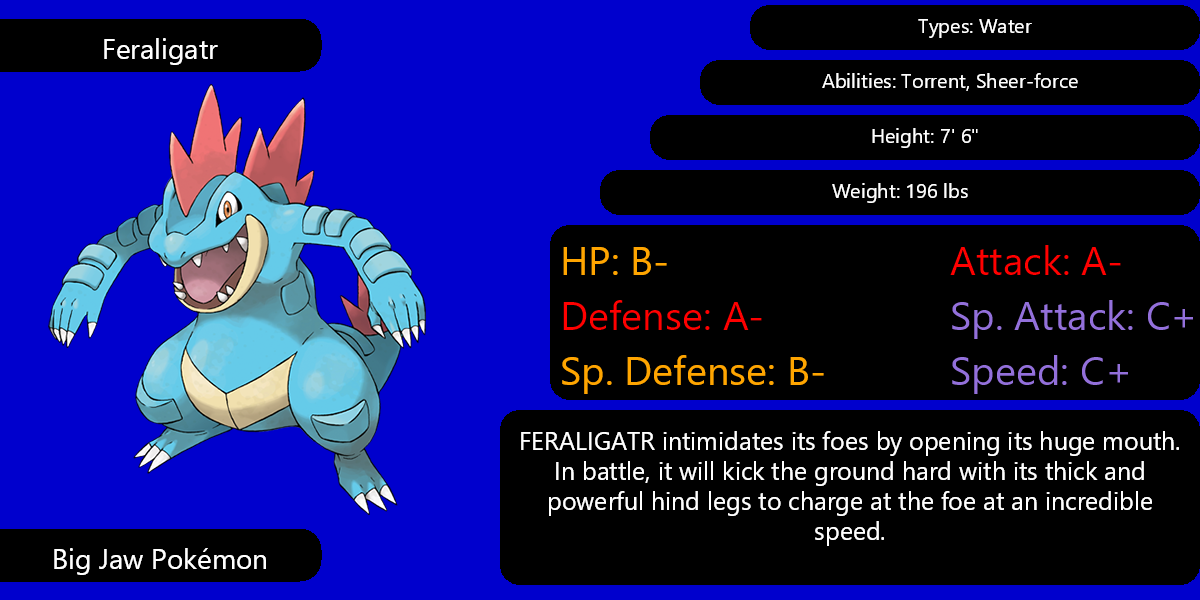 Feraligatr
Types: Water
Abilities: Torrent, Sheer-force
Height: 7' 6"
Weight: 196 lbs
HP: B-
Attack: A-
Defense: A-
Sp. Attack: C+
Sp. Defense: B-
Speed: C+
FERALIGATR intimidates its foes by opening its huge mouth.
In battle, it will kick the ground hard with its thick and
powerful hind legs to charge at the foe at an incredible
speed.
Big Jaw Pokémon